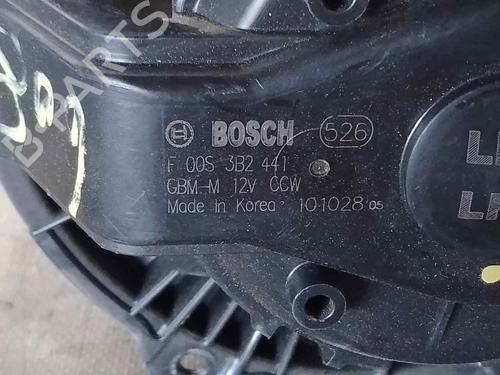 BOSCH 526
F 00S 3B2 441
GBM-M 12V CCW
Made In Korea 101028 05